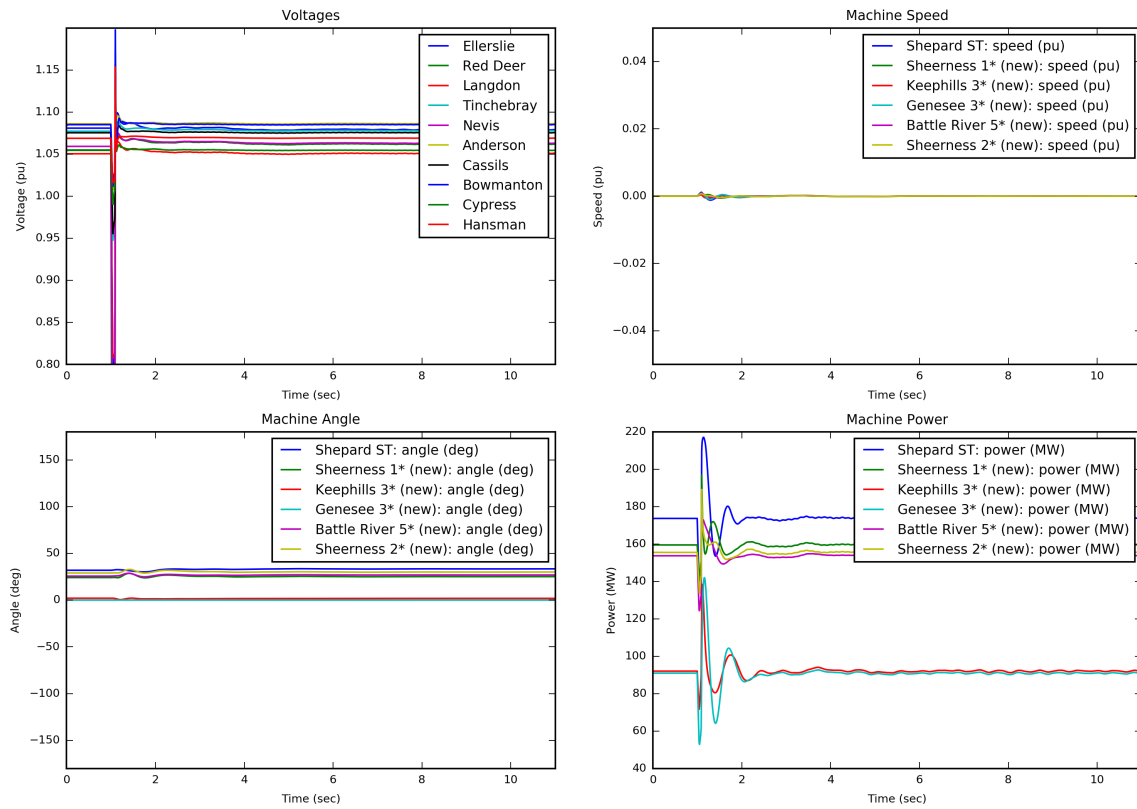 Voltages
1.15
1.10
1.05
1.00
0.95
0.90
0.85
0.80
Voltage (pu)
Ellerslie
Red Deer
Langdon
Tinchebray
Nevis
Anderson
Cassils
Bowmanton
Cypress
Hansman
0 2 4 6 8 10
Time (sec)
Machine Speed
0.04
0.02
0.00
−0.02
−0.04
Speed (pu)
Shepard ST: speed (pu)
Sheerness 1* (new): speed (pu)
Keephills 3* (new): speed (pu)
Genesee 3* (new): speed (pu)
Battle River 5* (new): speed (pu)
Sheerness 2* (new): speed (pu)
0 2 4 6 8 10
Time (sec)
Machine Angle
150
100
50
0
−50
−100
−150
Angle (deg)
Shepard ST: angle (deg)
Sheerness 1* (new): angle (deg)
Keephills 3* (new): angle (deg)
Genesee 3* (new): angle (deg)
Battle River 5* (new): angle (deg)
Sheerness 2* (new): angle (deg)
0 2 4 6 8 10
Time (sec)
Machine Power
220
200
180
160
140
120
100
80
60
40
Power (MW)
Shepard ST: power (MW)
Sheerness 1* (new): power (MW)
Keephills 3* (new): power (MW)
Genesee 3* (new): power (MW)
Battle River 5* (new): power (MW)
Sheerness 2* (new): power (MW)
0 2 4 6 8 10
Time (sec)